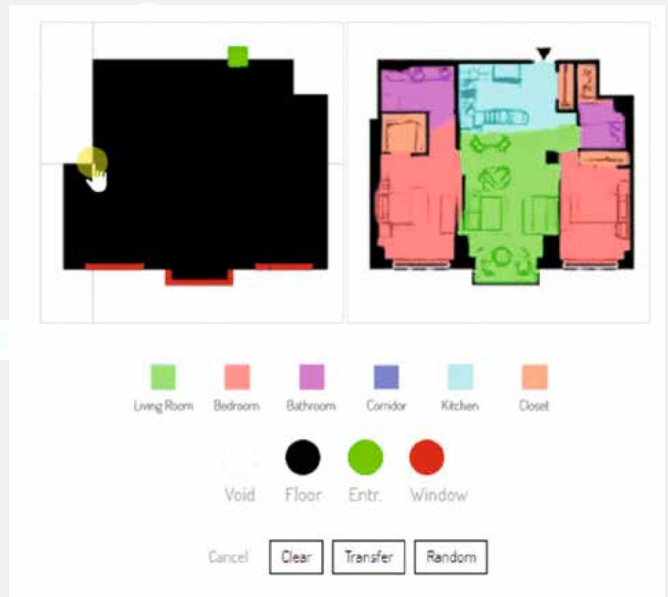 Living Room Bedroom Bathroom Corridor Kitchen Closet
Void Floor Entr. Window
Cancel Clear Transfer Random